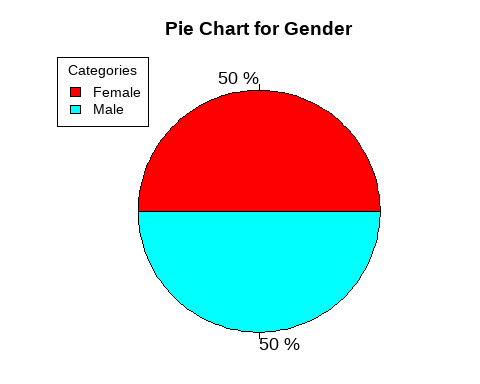 Pie Chart for Gender
Categories
Female
Male
50 %
50 %